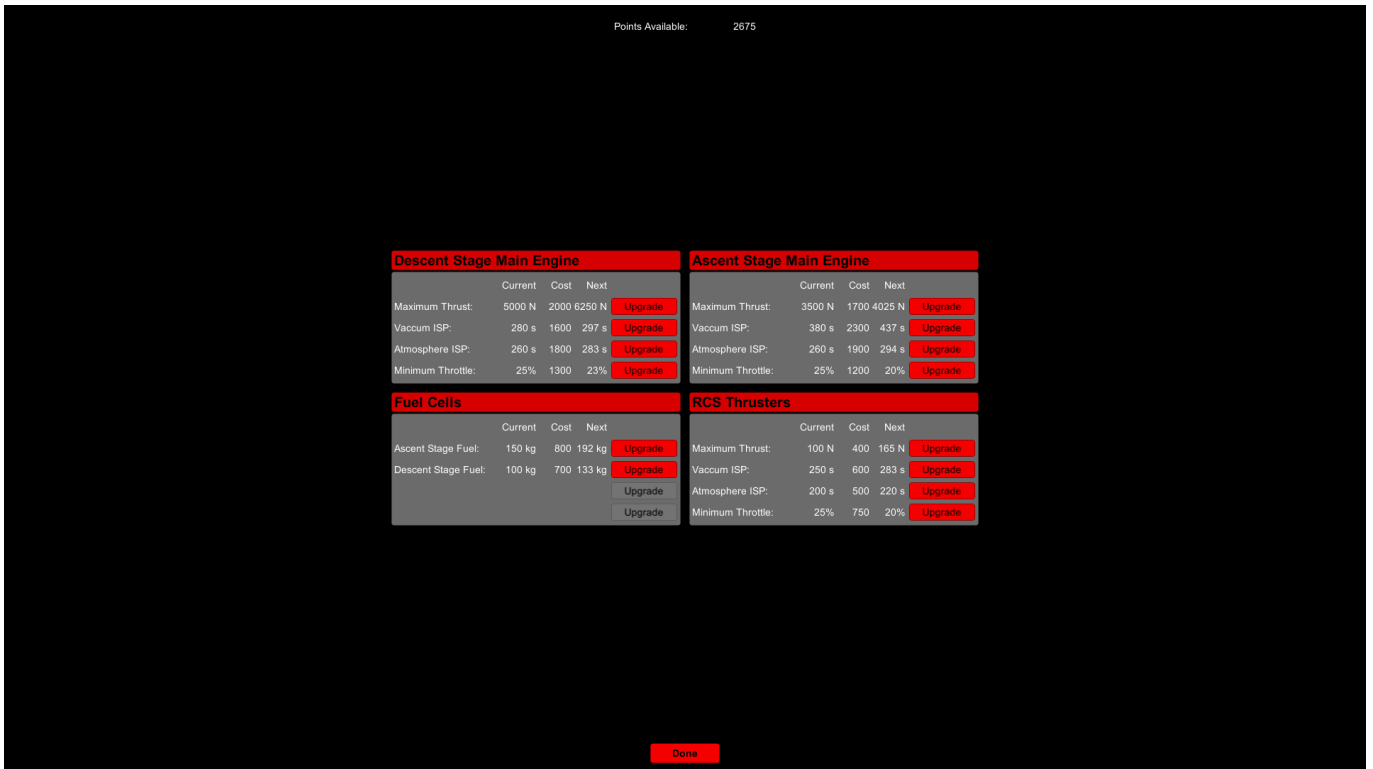 Points Available: 2675
Descent Stage Main Engine
Current Cost Next
Maximum Thrust: 5000 N 2000 6250 N Upgrade
Vaccum ISP: 280 s 1600 297 s Upgrade
Atmosphere ISP: 260 s 1800 283 s Upgrade
Minimum Throttle: 25% 1300 23% Upgrade
Ascent Stage Main Engine
Current Cost Next
Maximum Thrust: 3500 N 1700 4025 N Upgrade
Vaccum ISP: 380 s 2300 437 s Upgrade
Atmosphere ISP: 260 s 1900 294 s Upgrade
Minimum Throttle: 25% 1200 20% Upgrade
Fuel Cells
Current Cost Next
Ascent Stage Fuel: 150 kg 800 192 kg Upgrade
Descent Stage Fuel: 100 kg 700 133 kg Upgrade
Upgrade
Upgrade
RCS Thrusters
Current Cost Next
Maximum Thrust: 100 N 400 165 N Upgrade
Vaccum ISP: 250 s 600 283 s Upgrade
Atmosphere ISP: 200 s 500 220 s Upgrade
Minimum Throttle: 25% 750 20% Upgrade
Done